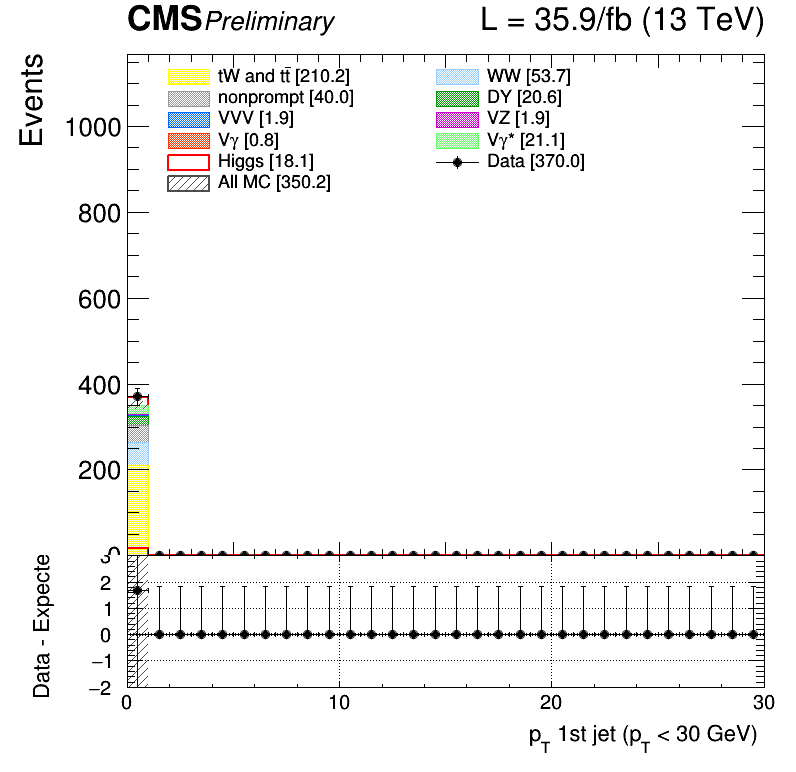 CMS Preliminary L = 35.9/fb (13 TeV)
Events
tW and tt̄ [210.2] WW [53.7]
nonprompt [40.0] DY [20.6]
VVV [1.9] VZ [1.9]
Vγ [0.8] Vγ* [21.1]
Higgs [18.1] Data [370.0]
All MC [350.2]
1000
800
600
400
200
0
Data - Expecte
3
2
1
0
−1
−2
0 10 20 30
pT 1st jet (pT < 30 GeV)